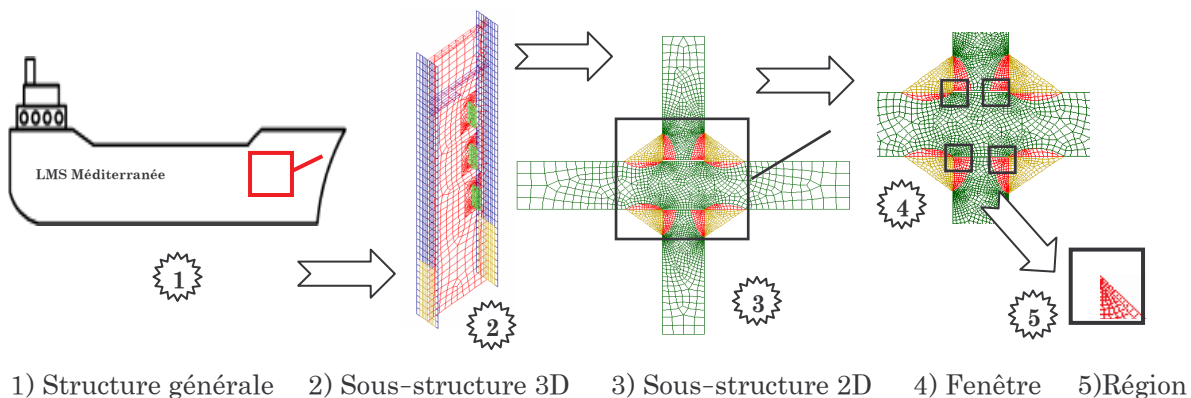 LMS Méditerranée
1
2
3
4
5
1) Structure générale 2) Sous-structure 3D 3) Sous-structure 2D 4) Fenêtre 5)Région